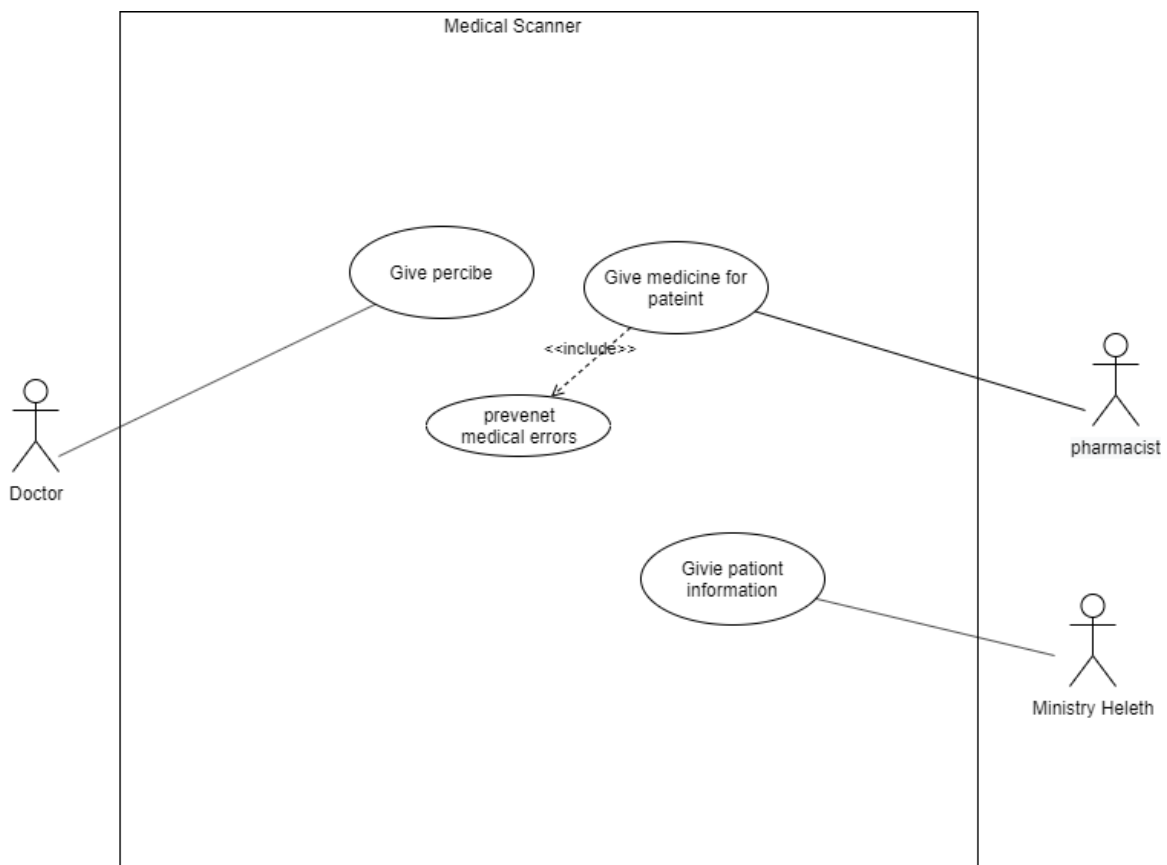 Medical Scanner
Give percibe
Give medicine for
pateint
<<include>>
prevenet
medical errors
pharmacist
Doctor
Givie pationt
information
Ministry Heleth